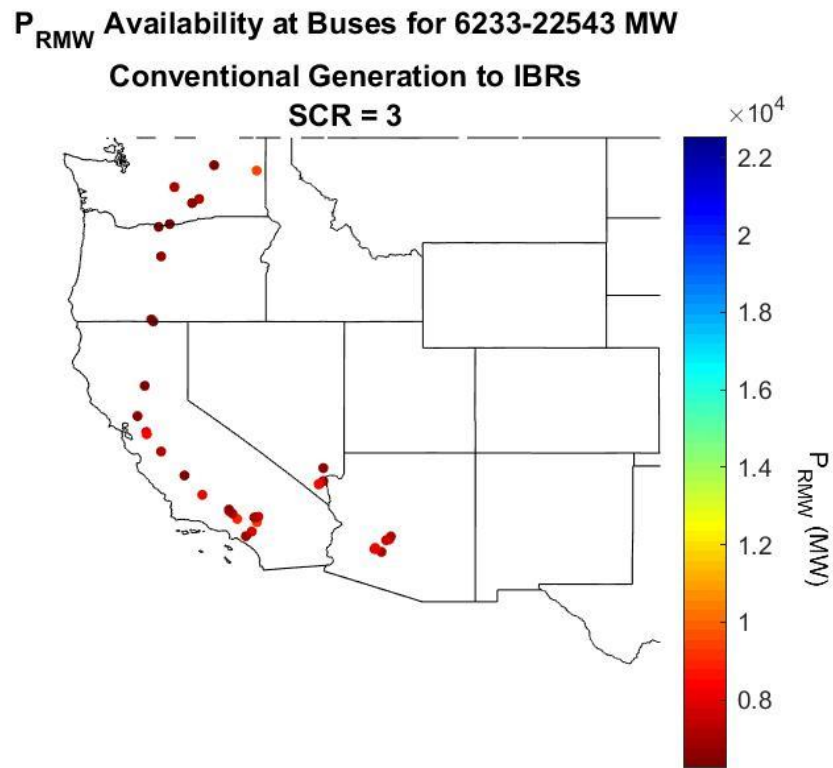 P_RMW Availability at Buses for 6233-22543 MW
Conventional Generation to IBRs
SCR = 3
×10^4
2.2
2
1.8
1.6
1.4
1.2
1
0.8
P_RMW (MW)